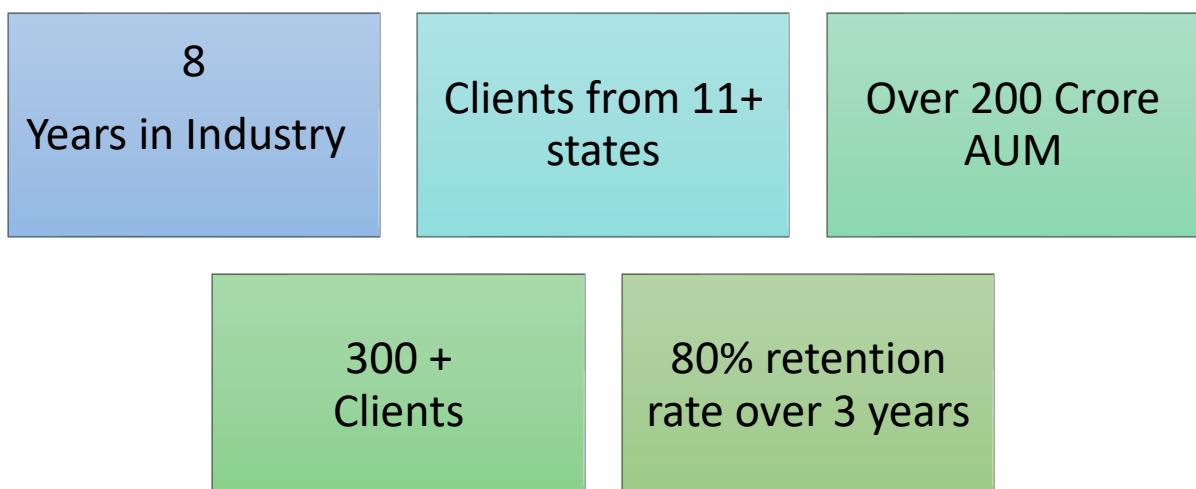 8
Years in Industry
Clients from 11+
states
Over 200 Crore
AUM
300 +
Clients
80% retention
rate over 3 years